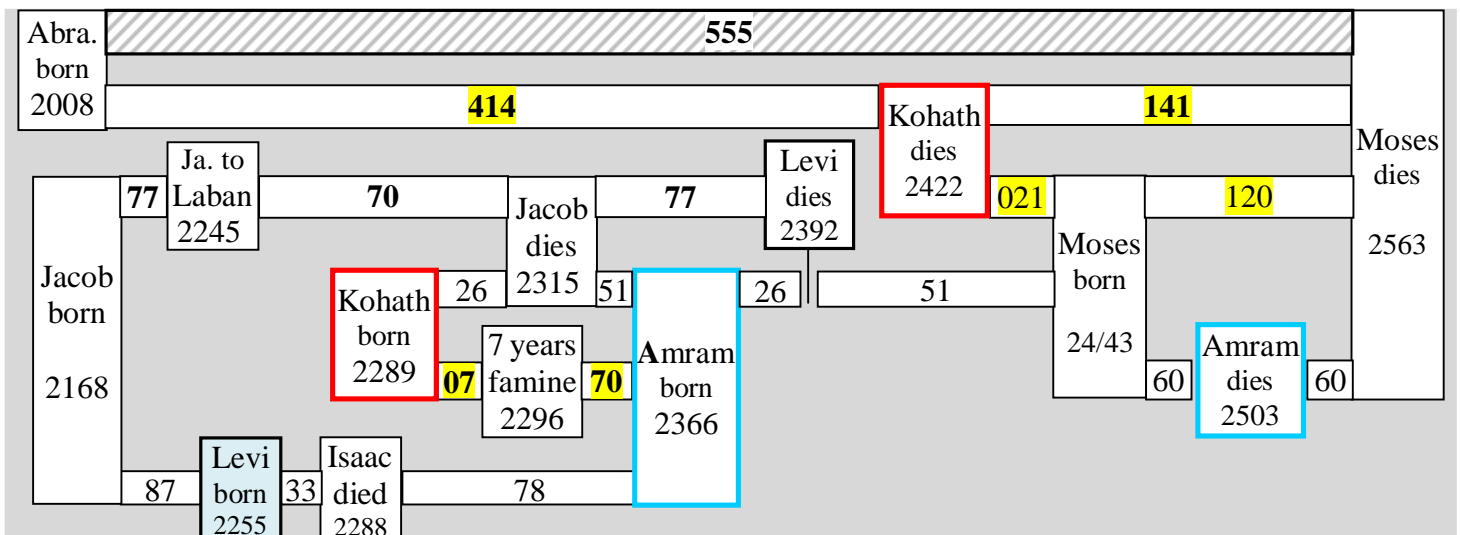 Abra.
born
2008
555
414
Kohath
dies
2422
141
Moses
dies
2563
Jacob
born
2168
77
Ja. to
Laban
2245
70
Jacob
dies
2315
77
Levi
dies
2392
021
Moses
born
24/43
120
Kohath
born
2289
26
51
Amram
born
2366
26
51
07
7 years
famine
2296
70
60
Amram
dies
2503
60
87
Levi
born
2255
33
Isaac
died
2288
78